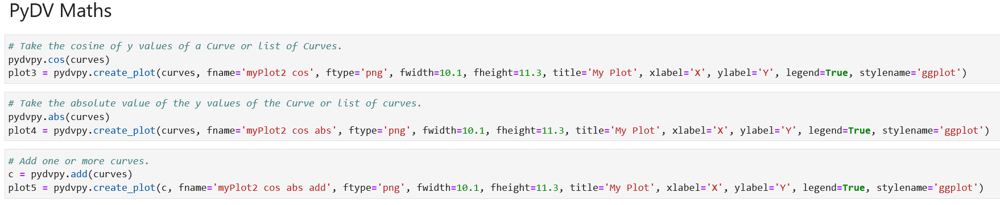 PyDV Maths
# Take the cosine of y values of a Curve or list of Curves.
pydvpy.cos(curves)
plot3 = pydvpy.create_plot(curves, fname='myPlot2 cos', ftype='png', fwidth=10.1, fheight=11.3, title='My Plot', xlabel='X', ylabel='Y', legend=True, stylename='ggplot')
# Take the absolute value of the y values of the Curve or list of curves.
pydvpy.abs(curves)
plot4 = pydvpy.create_plot(curves, fname='myPlot2 cos abs', ftype='png', fwidth=10.1, fheight=11.3, title='My Plot', xlabel='X', ylabel='Y', legend=True, stylename='ggplot')
# Add one or more curves.
c = pydvpy.add(curves)
plot5 = pydvpy.create_plot(c, fname='myPlot2 cos abs add', ftype='png', fwidth=10.1, fheight=11.3, title='My Plot', xlabel='X', ylabel='Y', legend=True, stylename='ggplot')